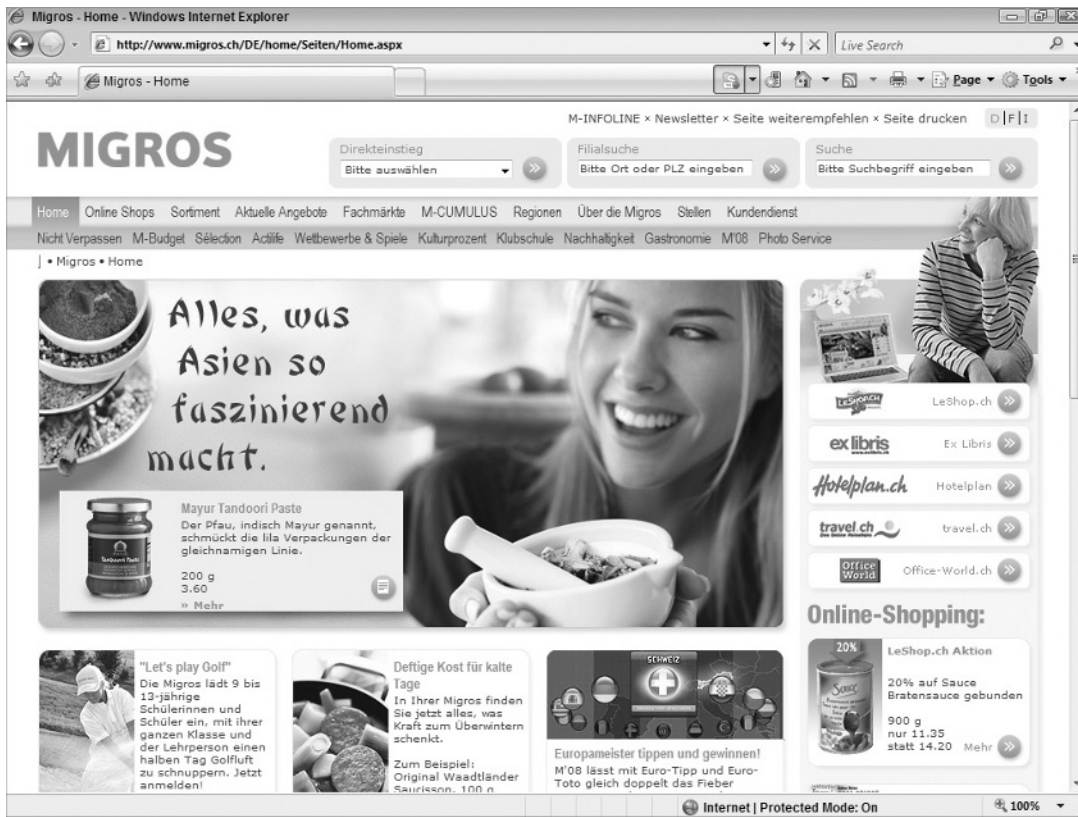 Migros - Home - Windows Internet Explorer
http://www.migros.ch/DE/home/Seiten/Home.aspx
Live Search
Migros - Home
Page
Tools
M-INFOLINE × Newsletter × Seite weiterempfehlen × Seite drucken
D F I
MIGROS
Direkteinstieg
Bitte auswählen
Filialsuche
Bitte Ort oder PLZ eingeben
Suche
Bitte Suchbegriff eingeben
Home Online Shops Sortiment Aktuelle Angebote Fachmärkte M-CUMULUS Regionen Über die Migros Stellen Kundendienst
Nicht Verpassen M-Budget Sélection Actilife Wettbewerbe & Spiele Kulturprozent Klubschule Nachhaltigkeit Gastronomie M'08 Photo Service
• Migros • Home
Alles, was
Asien so
faszinierend
macht.
Tandoori Paste
Mayur Tandoori Paste
Der Pfau, indisch Mayur genannt,
schmückt die lila Verpackungen der
gleichnamigen Linie.
200 g
3.60
» Mehr
LESHOP.CH
LeShop.ch
ex libris
www.exlibris.ch
Ex Libris
Hotelplan.ch
Hotelplan
travel.ch
travel.ch
Office
World
Office-World.ch
Online-Shopping:
20%
Sauce
LeShop.ch Aktion
20% auf Sauce
Bratensauce gebunden
900 g
nur 11.35
statt 14.20
Mehr
"Let's play Golf"
Die Migros lädt 9 bis
13-jährige
Schülerinnen und
Schüler ein, mit ihrer
ganzen Klasse und
der Lehrperson einen
halben Tag Golfluft
zu schnuppern. Jetzt
anmelden!
Deftige Kost für kalte
Tage
In Ihrer Migros finden
Sie jetzt alles, was
Kraft zum Überwintern
schenkt.
Zum Beispiel:
Original Waadtländer
Saurisson, 100 g
SCHWEIZ
Europameister tippen und gewinnen!
M'08 lässt mit Euro-Tipp und Euro-
Toto gleich doppelt das Fieber
Internet | Protected Mode: On
100%